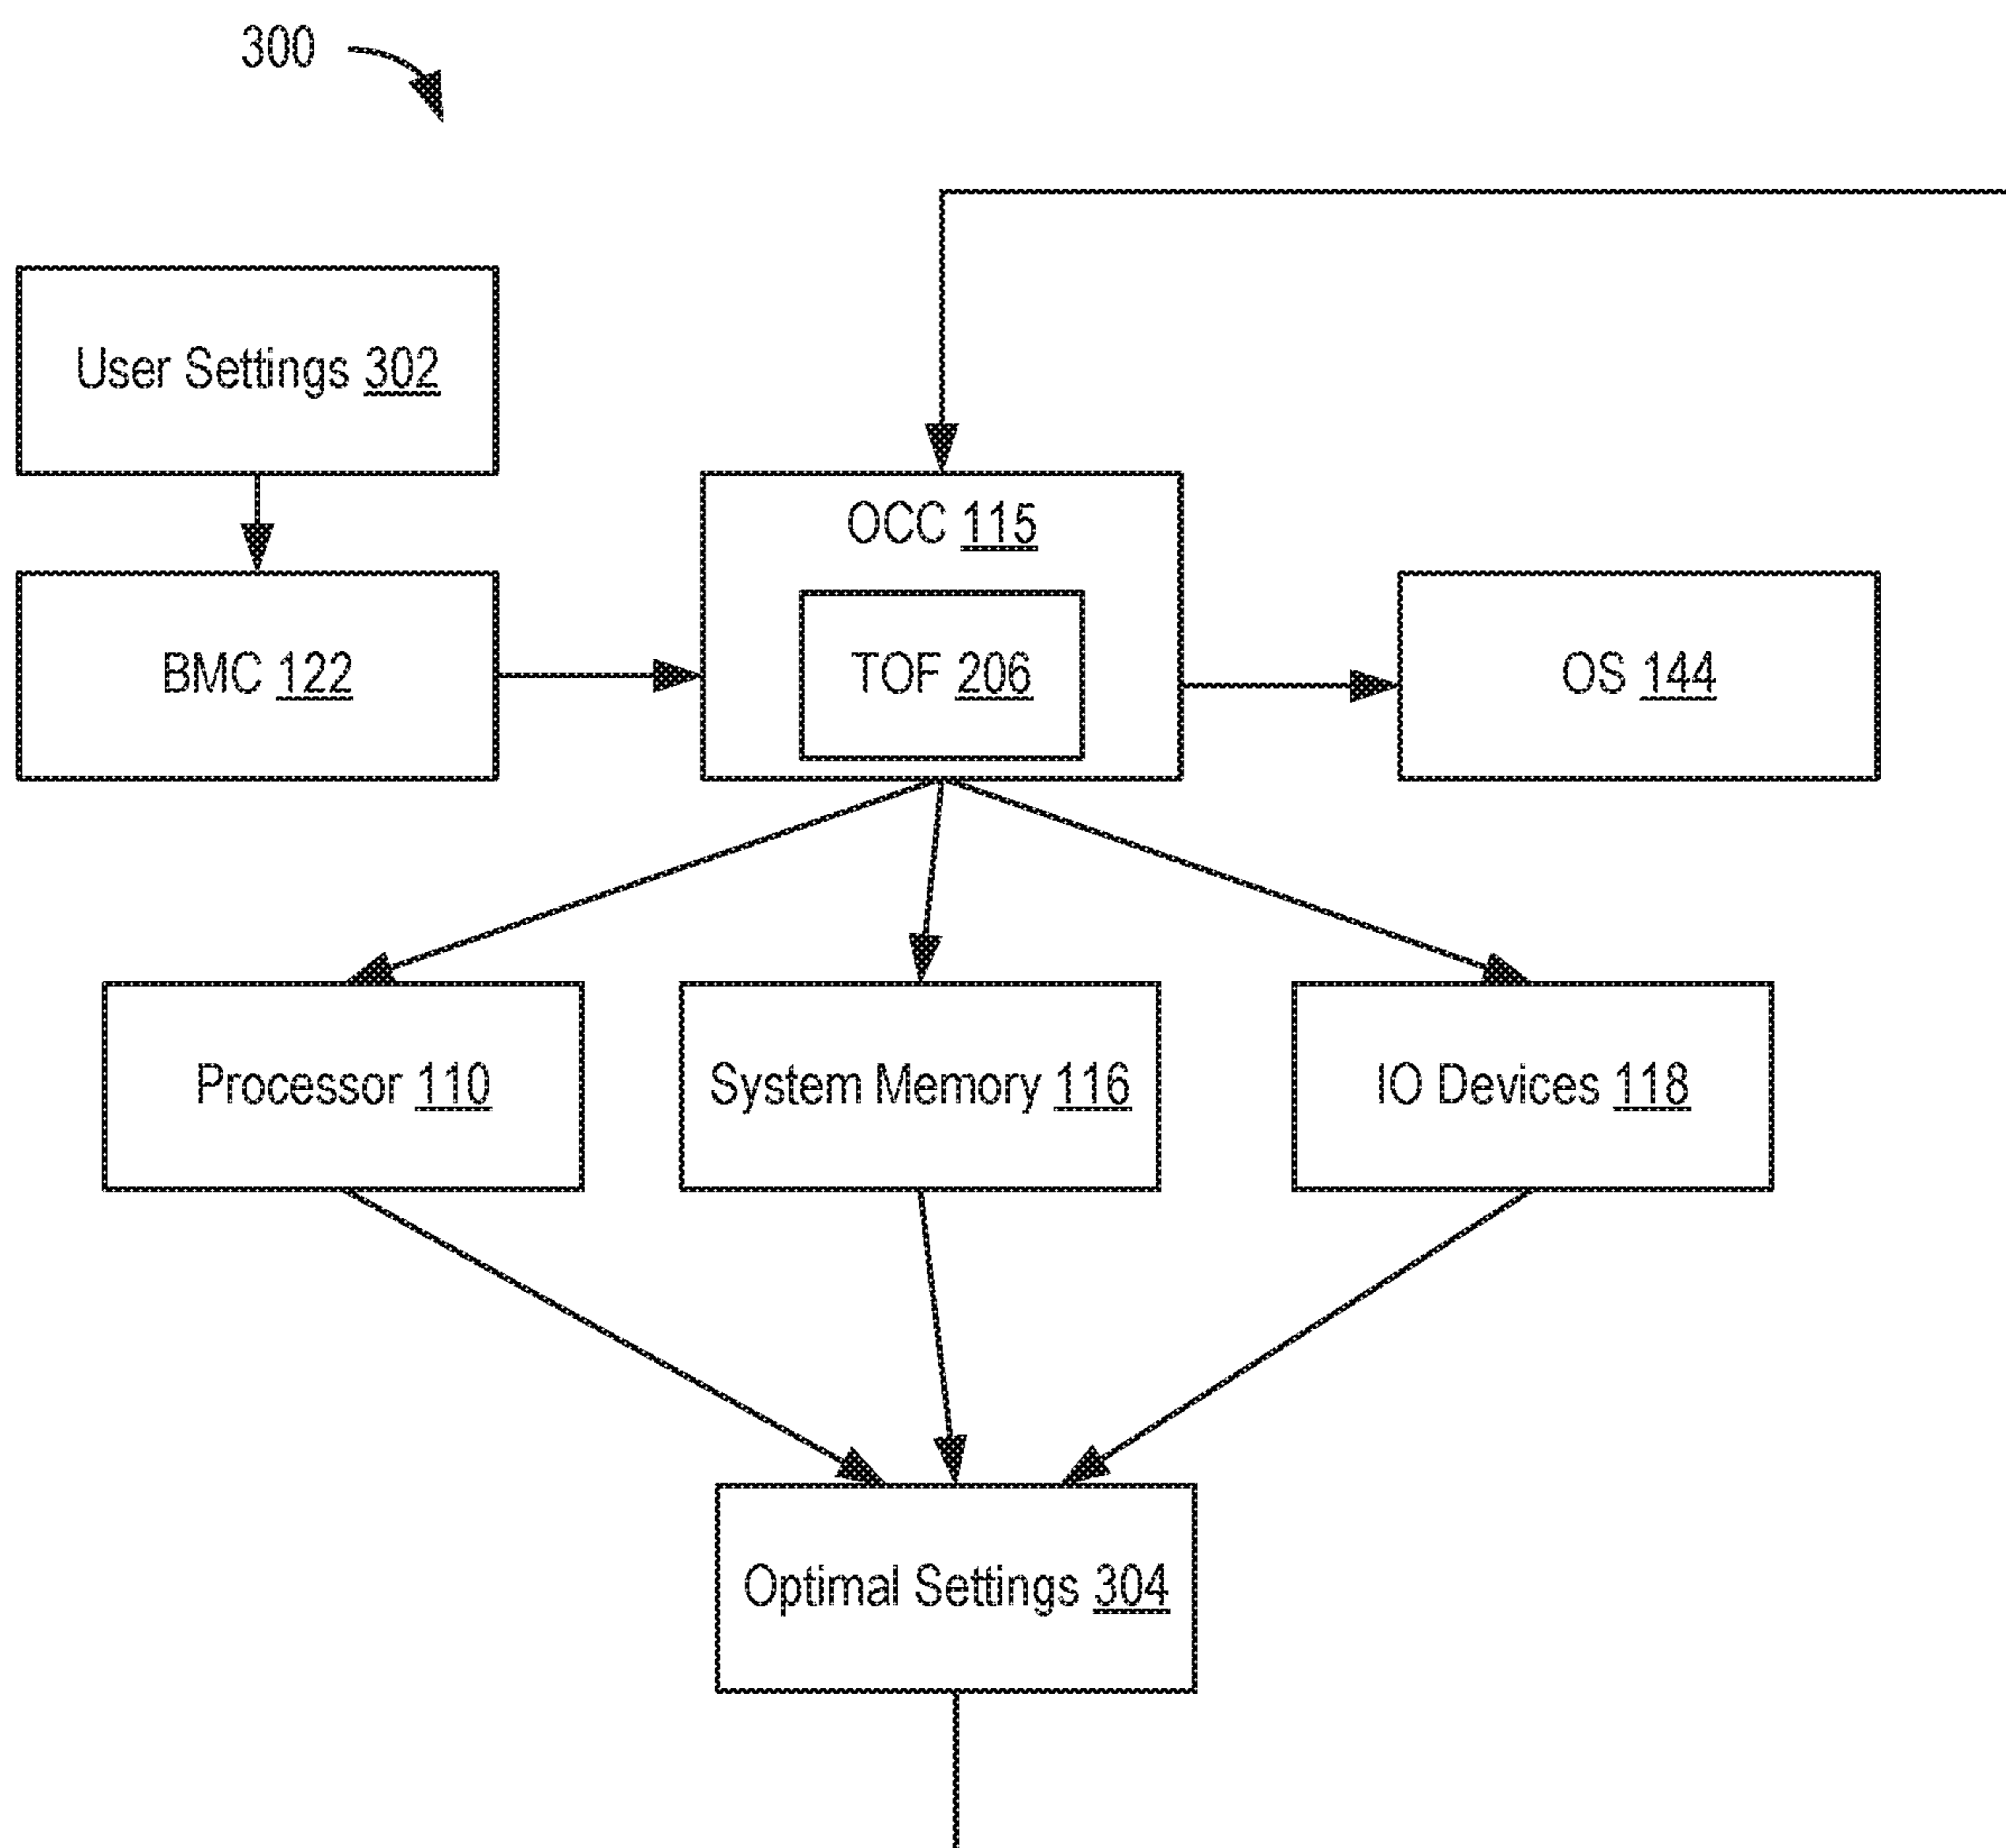 300
User Settings 302
OCC 115
BMC 122
TOF 206
OS 144
Processor 110
System Memory 116
IO Devices 118
Optimal Settings 304